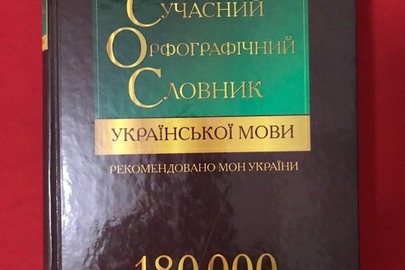 Сучасний
Орфографічний
Словник
УКРАЇНСЬКОЇ МОВИ
РЕКОМЕНДОВАНО МОН УКРАЇНИ
180 000